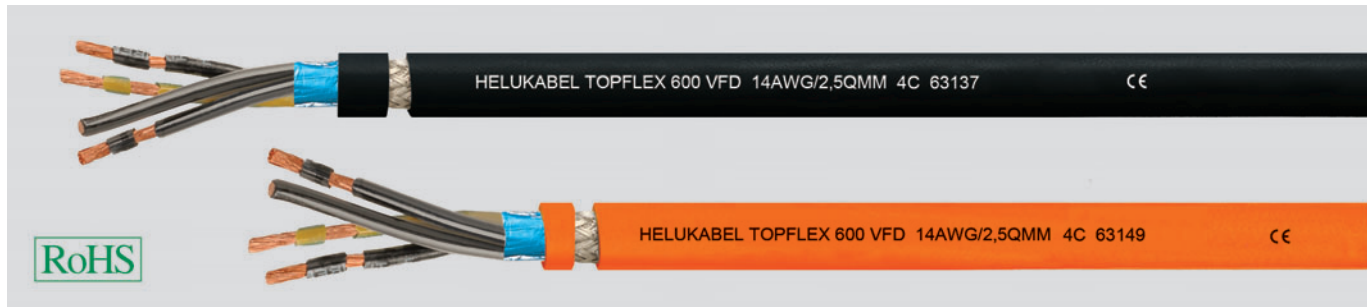 HELUKABEL TOPFLEX 600 VFD 14AWG/2,5QMM 4C 63137 CE
HELUKABEL TOPFLEX 600 VFD 14AWG/2,5QMM 4C 63149 CE
RoHS